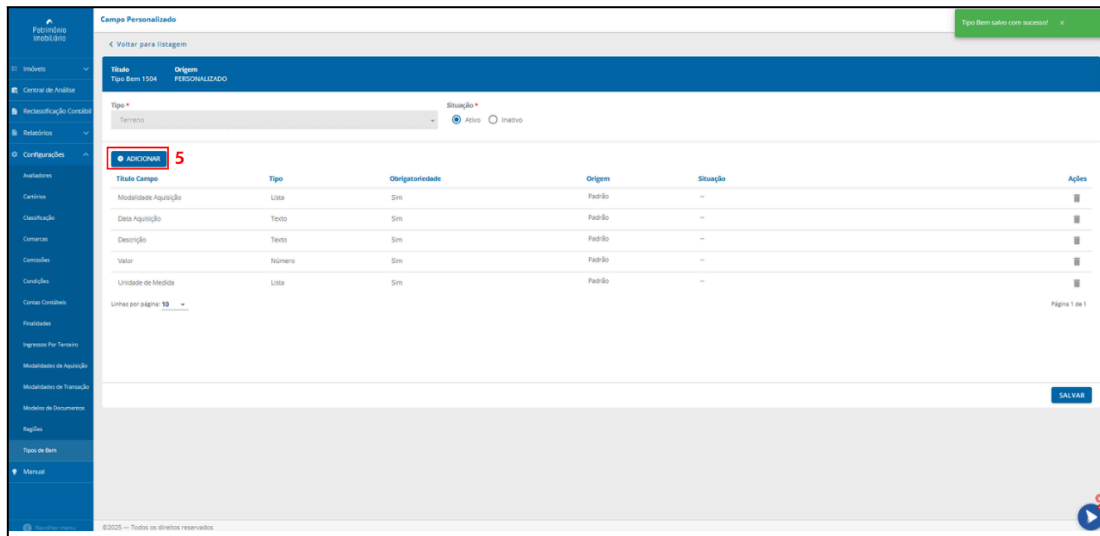 Patrimônio
Imobiliário
Campo Personalizado
Tipo Bem salvo com sucesso! ×
Voltar para listagem
Imóveis
Central de Análise
Reclassificação Contábil
Relatórios
Configurações
Avaliadores
Cartórios
Classificação
Comarcas
Comissões
Condições
Contas Contábeis
Finalidades
Ingressos Por Terceiro
Modalidades de Aquisição
Modalidades de Transação
Modelos de Documentos
Regiões
Tipos de Bem
Manual
Recolher menu
Título Origem
Tipo Bem 1504 PERSONALIZADO
Tipo * Situação *
Terreno Ativo Inativo
ADICIONAR 5
Título Campo Tipo Obrigatoriedade Origem Situação Ações
Modalidade Aquisição Lista Sim Padrão --
Data Aquisição Texto Sim Padrão --
Descrição Texto Sim Padrão --
Valor Número Sim Padrão --
Unidade de Medida Lista Sim Padrão --
Linhas por página: 10 Página 1 de 1
SALVAR
©2025 — Todos os direitos reservados